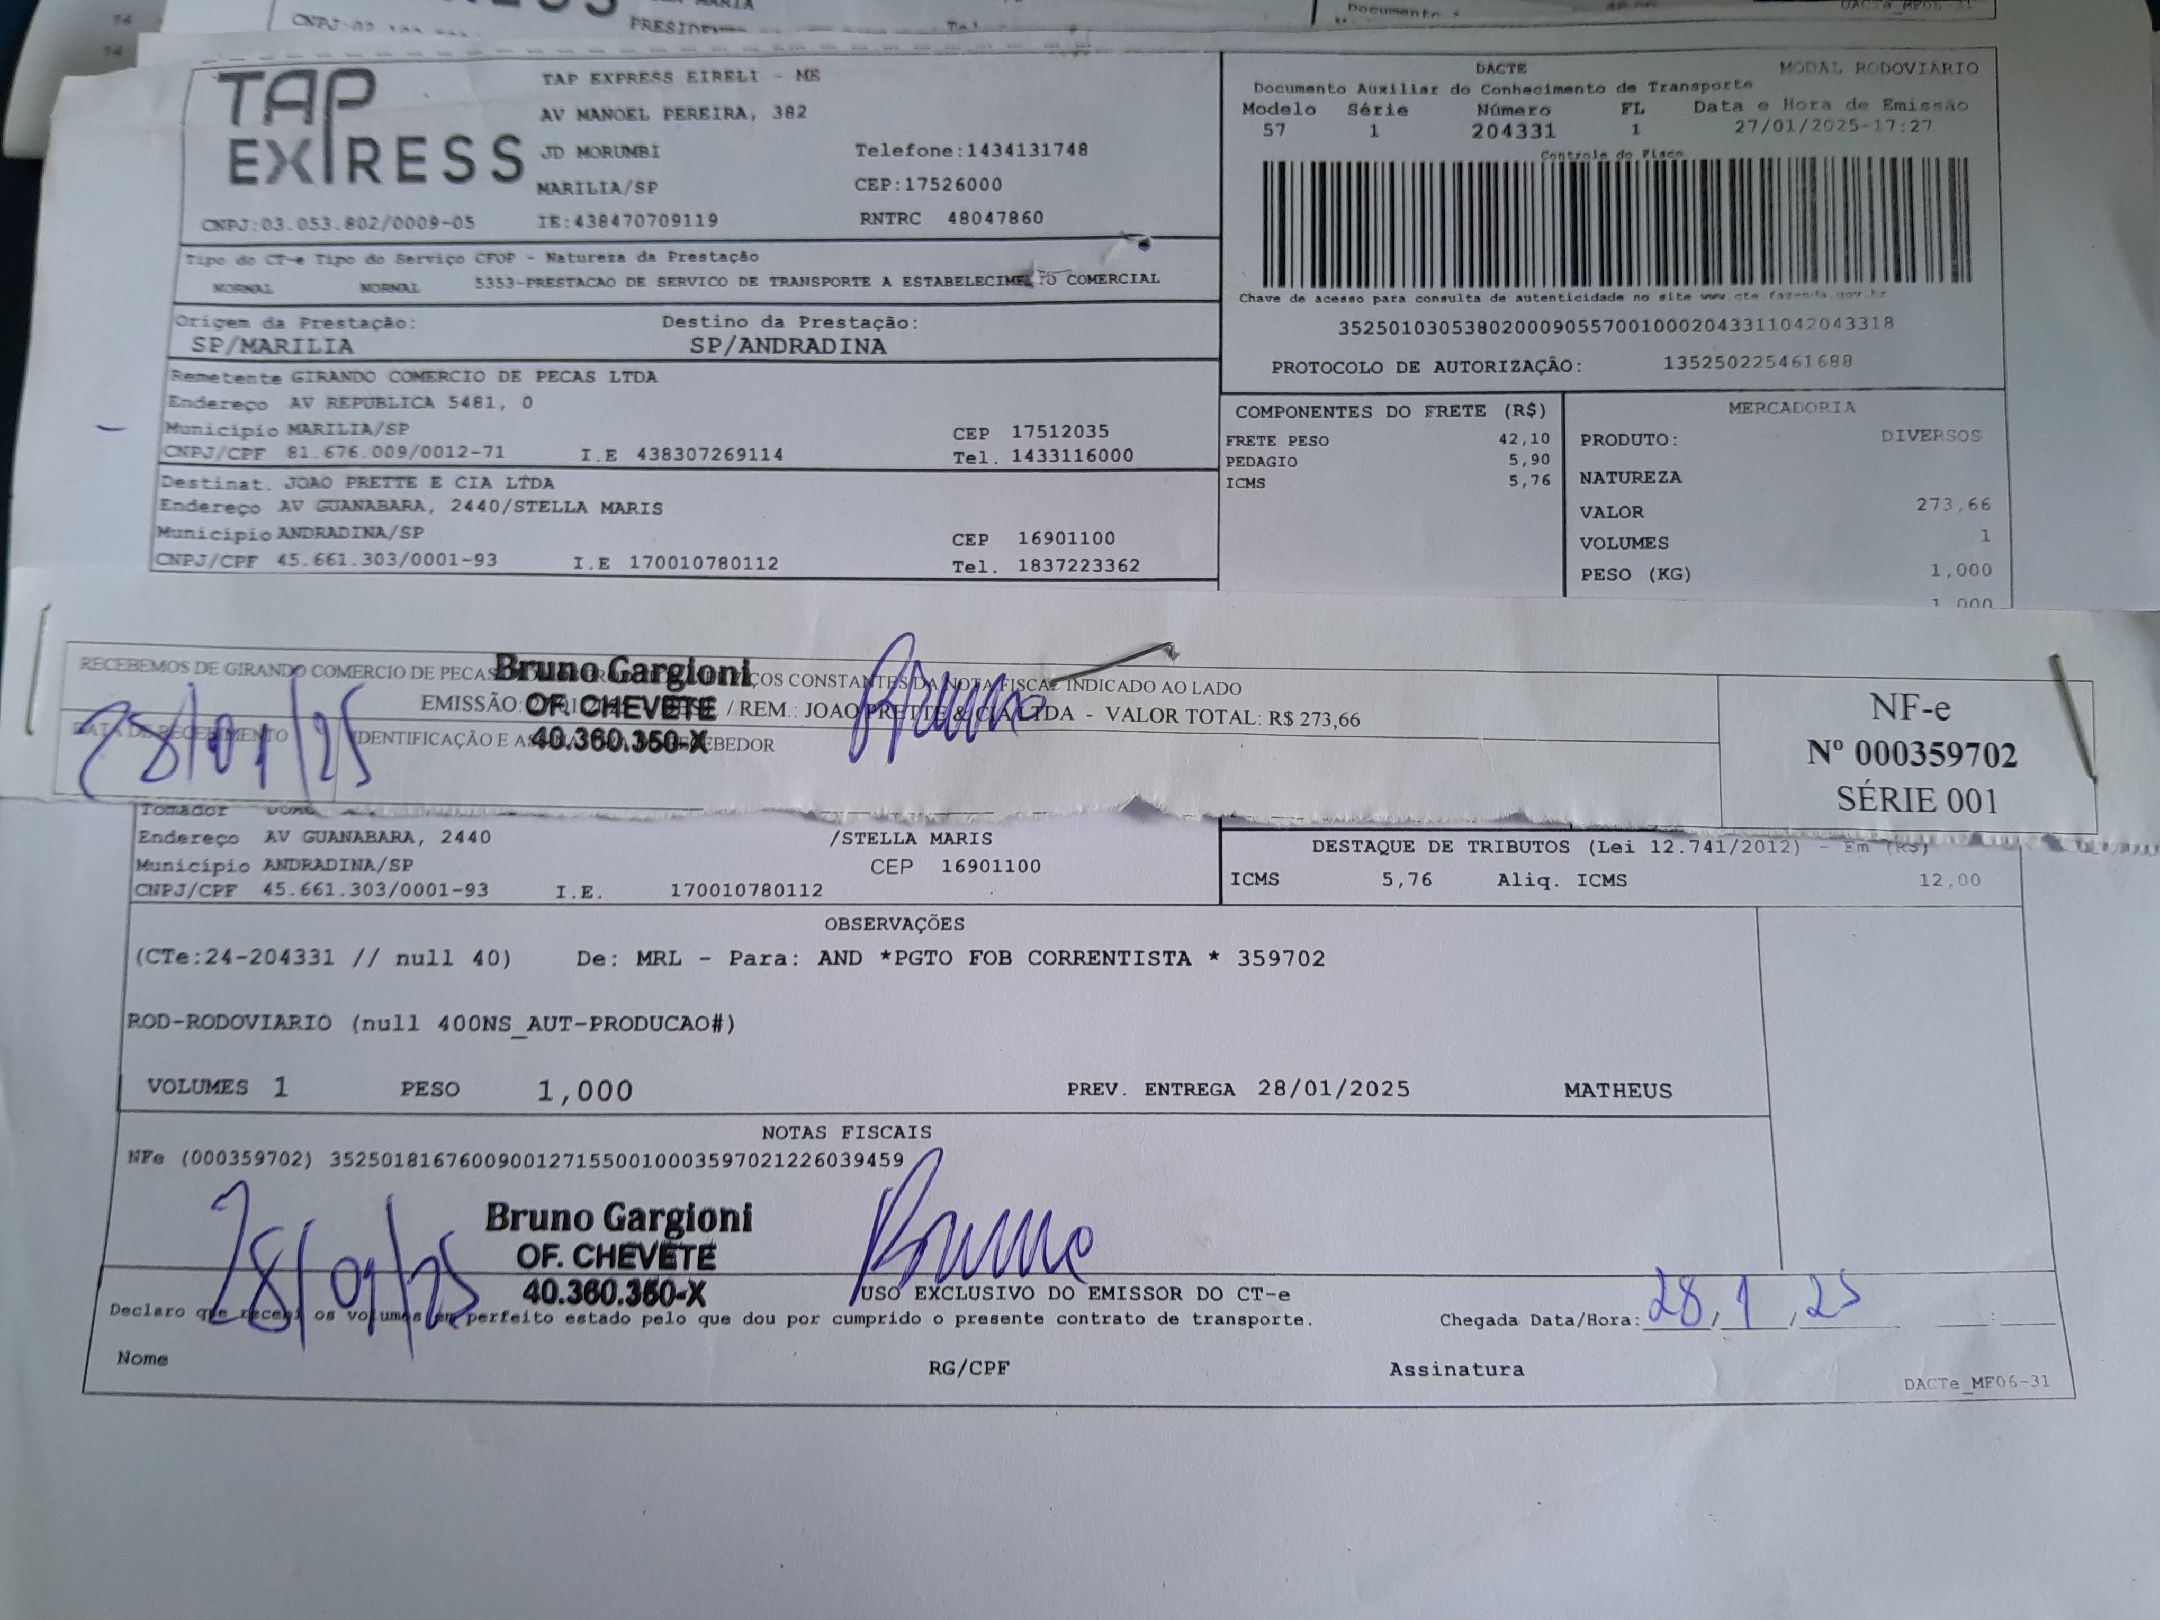 CNPJ:02
PRESIDEN
Documento
DACTe_MF06-31
TAP EXPRESS
TAP EXPRESS EIRELI - ME
AV MANOEL PEREIRA, 382
JD MORUMBI Telefone:1434131748
MARILIA/SP CEP:17526000
CNPJ:03.053.802/0009-05 IE:438470709119 RNTRC 48047860
DACTE MODAL RODOVIÁRIO
Documento Auxiliar do Conhecimento de Transporte
Modelo Série Número FL Data e Hora de Emissão
57 1 204331 1 27/01/2025-17:27
Controle do Fisco
Chave de acesso para consulta de autenticidade no site www.cte.fazenda.gov.br
35250103053802000905570010002043311042043318
PROTOCOLO DE AUTORIZAÇÃO: 135250225461688
Tipo do CT-e Tipo do Serviço CFOP - Natureza da Prestação
NORMAL NORMAL 5353-PRESTACAO DE SERVICO DE TRANSPORTE A ESTABELECIMENTO COMERCIAL
Origem da Prestação: Destino da Prestação:
SP/MARILIA SP/ANDRADINA
Remetente GIRANDO COMERCIO DE PECAS LTDA
Endereço AV REPUBLICA 5481, 0
Município MARILIA/SP CEP 17512035
CNPJ/CPF 81.676.009/0012-71 I.E 438307269114 Tel. 1433116000
Destinat. JOAO PRETTE E CIA LTDA
Endereço AV GUANABARA, 2440/STELLA MARIS
Município ANDRADINA/SP CEP 16901100
CNPJ/CPF 45.661.303/0001-93 I.E 170010780112 Tel. 1837223362
COMPONENTES DO FRETE (R$)
FRETE PESO 42,10
PEDAGIO 5,90
ICMS 5,76
MERCADORIA
PRODUTO: DIVERSOS
NATUREZA
VALOR 273,66
VOLUMES 1
PESO (KG) 1,000
1,000
RECEBEMOS DE GIRANDO COMERCIO DE PECAS CONSTANTES DA NOTA FISCAL INDICADO AO LADO
EMISSÃO: / REM.: JOAO PRETTE & CIA LTDA - VALOR TOTAL: R$ 273,66
DATA DE RECEBIMENTO IDENTIFICAÇÃO E
Bruno Gargioni
OF. CHEVETE
40.360.350-X
28/01/25
Bruno
NF-e
Nº 000359702
SÉRIE 001
Tomador
Endereço AV GUANABARA, 2440 /STELLA MARIS
Município ANDRADINA/SP CEP 16901100
CNPJ/CPF 45.661.303/0001-93 I.E. 170010780112
DESTAQUE DE TRIBUTOS (Lei 12.741/2012) - Em (R$)
ICMS 5,76 Aliq. ICMS 12,00
OBSERVAÇÕES
(CTe:24-204331 // null 40) De: MRL - Para: AND *PGTO FOB CORRENTISTA * 359702
ROD-RODOVIARIO (null 400NS_AUT-PRODUCAO#)
VOLUMES 1 PESO 1,000 PREV. ENTREGA 28/01/2025 MATHEUS
NOTAS FISCAIS
NFe (000359702) 35250181676009001271550010003597021226039459
28/01/25
Bruno Gargioni
OF. CHEVETE
40.360.350-X
Bruno
USO EXCLUSIVO DO EMISSOR DO CT-e
Declaro que recebi os volumes em perfeito estado pelo que dou por cumprido o presente contrato de transporte. Chegada Data/Hora: 28/1/25 :
Nome RG/CPF Assinatura
DACTe_MF06-31